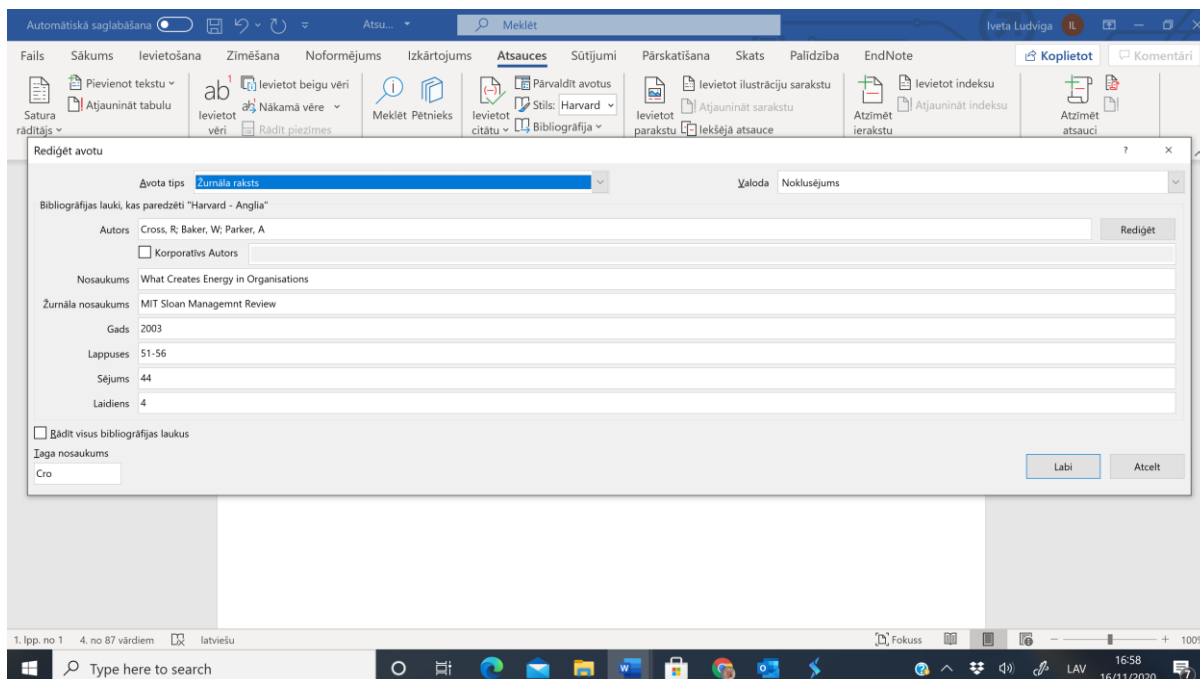 Automātiskā saglabāšana Atsu... Meklēt Iveta Ludviga IL
Fails Sākums Ievietošana Zīmēšana Noformējums Izkārtojums Atsauces Sūtījumi Pārskatīšana Skats Palīdzība EndNote Koplietot Komentāri
Satura rādītājs
Pievienot tekstu
Atjaunināt tabulu
ab 1
Ievietot vēri
Ievietot beigu vēri
Nākamā vēre
Rādīt piezīmes
Meklēt Pētnieks
Ievietot citātu
Pārvaldīt avotus
Stils: Harvard
Bibliogrāfija
Ievietot parakstu
Ievietot ilustrāciju sarakstu
Atjaunināt sarakstu
Iekšējā atsauce
Atzīmēt ierakstu
Ievietot indeksu
Atjaunināt indeksu
Atzīmēt atsauci
Rediģēt avotu ? ×
Avota tips Žurnāla raksts Valoda Noklusējums
Bibliogrāfijas lauki, kas paredzēti "Harvard - Anglia"
Autors Cross, R; Baker, W; Parker, A Rediģēt
Korporatīvs Autors
Nosaukums What Creates Energy in Organisations
Žurnāla nosaukums MIT Sloan Managemnt Review
Gads 2003
Lappuses 51-56
Sējums 44
Laidiens 4
Rādīt visus bibliogrāfijas laukus
Taga nosaukums
Cro
Labi Atcelt
1. lpp. no 1 4. no 87 vārdiem latviešu Fokuss 100%
Type here to search LAV 16:58
16/11/2020 7